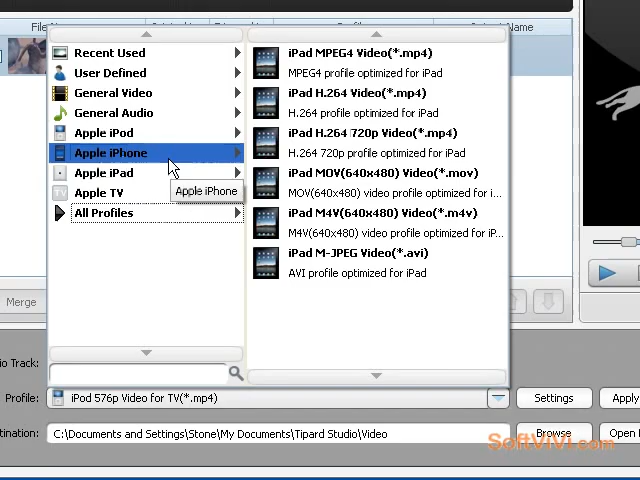 File
Name
Recent Used
User Defined
General Video
General Audio
Apple iPod
Apple iPhone
Apple iPad
Apple TV
All Profiles
Apple iPhone
iPad MPEG4 Video(*.mp4)
MPEG4 profile optimized for iPad
iPad H.264 Video(*.mp4)
H.264 profile optimized for iPad
iPad H.264 720p Video(*.mp4)
H.264 720p profile optimized for iPad
iPad MOV(640x480) Video(*.mov)
MOV(640x480) video profile optimized for i...
iPad M4V(640x480) Video(*.m4v)
M4V(640x480) video profile optimized for iP...
iPad M-JPEG Video(*.avi)
AVI profile optimized for iPad
Merge
io Track:
Profile: iPod 576p Video for TV(*.mp4) Settings Apply
tination: C:\Documents and Settings\Stone\My Documents\Tipard Studio\Video Browse Open
SoftViVi.com